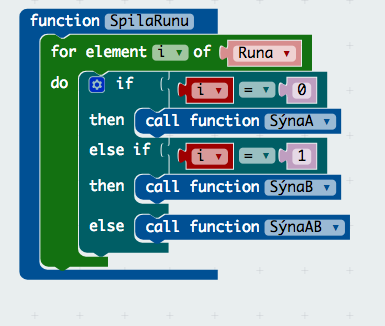 function SpilaRunu
for element i of Runa
do if i = 0
then call function SýnaA
else if i = 1
then call function SýnaB
else call function SýnaAB